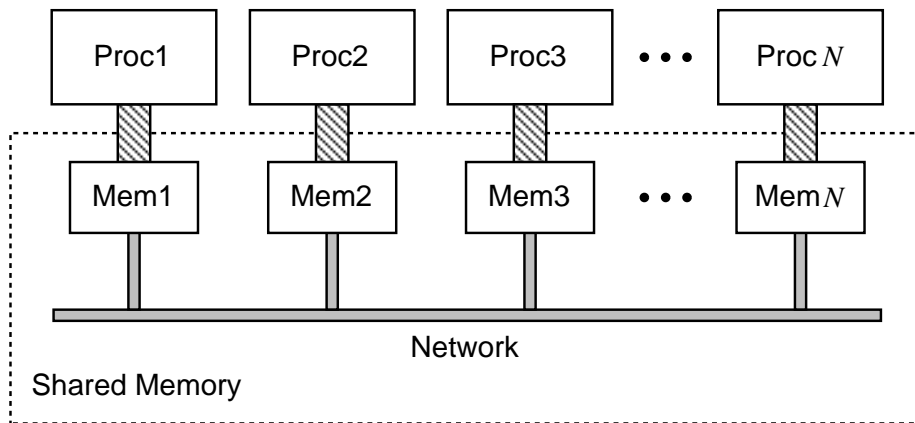 Proc1 Proc2 Proc3 ••• Proc N
Mem1 Mem2 Mem3 ••• Mem N
Network
Shared Memory